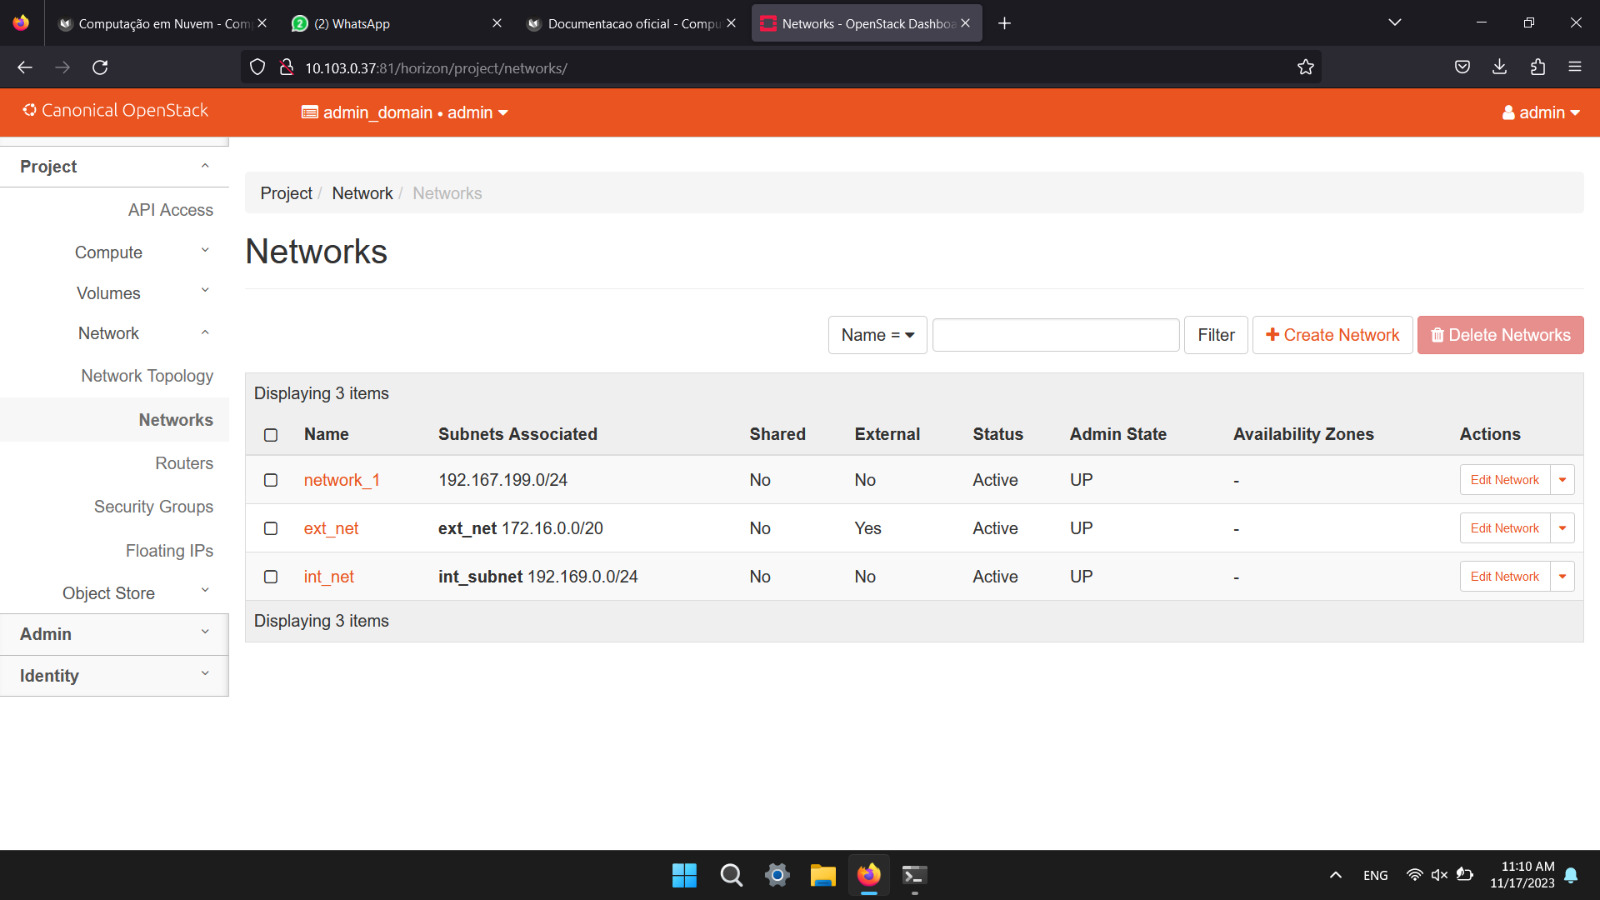 Computação em Nuvem - Com
(2) WhatsApp
Documentacao oficial - Compu
Networks - OpenStack Dashboa
10.103.0.37:81/horizon/project/networks/
Canonical OpenStack
admin_domain • admin
admin
Project
API Access
Compute
Volumes
Network
Network Topology
Networks
Routers
Security Groups
Floating IPs
Object Store
Admin
Identity
Project / Network / Networks
Networks
Name =
Filter
Create Network
Delete Networks
Displaying 3 items
Name Subnets Associated Shared External Status Admin State Availability Zones Actions
network_1 192.167.199.0/24 No No Active UP - Edit Network
ext_net ext_net 172.16.0.0/20 No Yes Active UP - Edit Network
int_net int_subnet 192.169.0.0/24 No No Active UP - Edit Network
Displaying 3 items
ENG
11:10 AM
11/17/2023